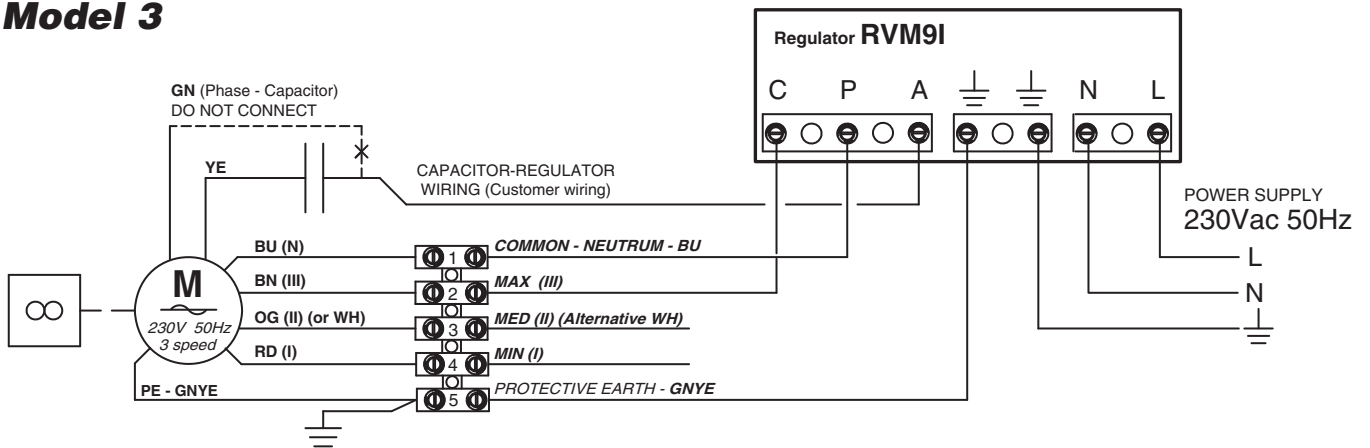 Model 3
Regulator RVM9I
C P A N L
GN (Phase - Capacitor)
DO NOT CONNECT
YE
CAPACITOR-REGULATOR
WIRING (Customer wiring)
POWER SUPPLY
230Vac 50Hz
L
N
BU (N)
1
COMMON - NEUTRUM - BU
BN (III)
2
MAX (III)
OG (II) (or WH)
3
MED (II) (Alternative WH)
RD (I)
4
MIN (I)
PE - GNYE
5
PROTECTIVE EARTH - GNYE
M
230V 50Hz
3 speed